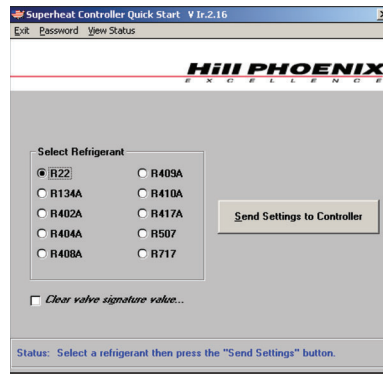 Superheat Controller Quick Start V Ir.2.16
Exit Password View Status
Hill PHOENIX
E X C E L L E N C E
Select Refrigerant
R22 R409A
R134A R410A
R402A R417A
R404A R507
R408A R717
Send Settings to Controller
Clear valve signature value...
Status: Select a refrigerant then press the "Send Settings" button.